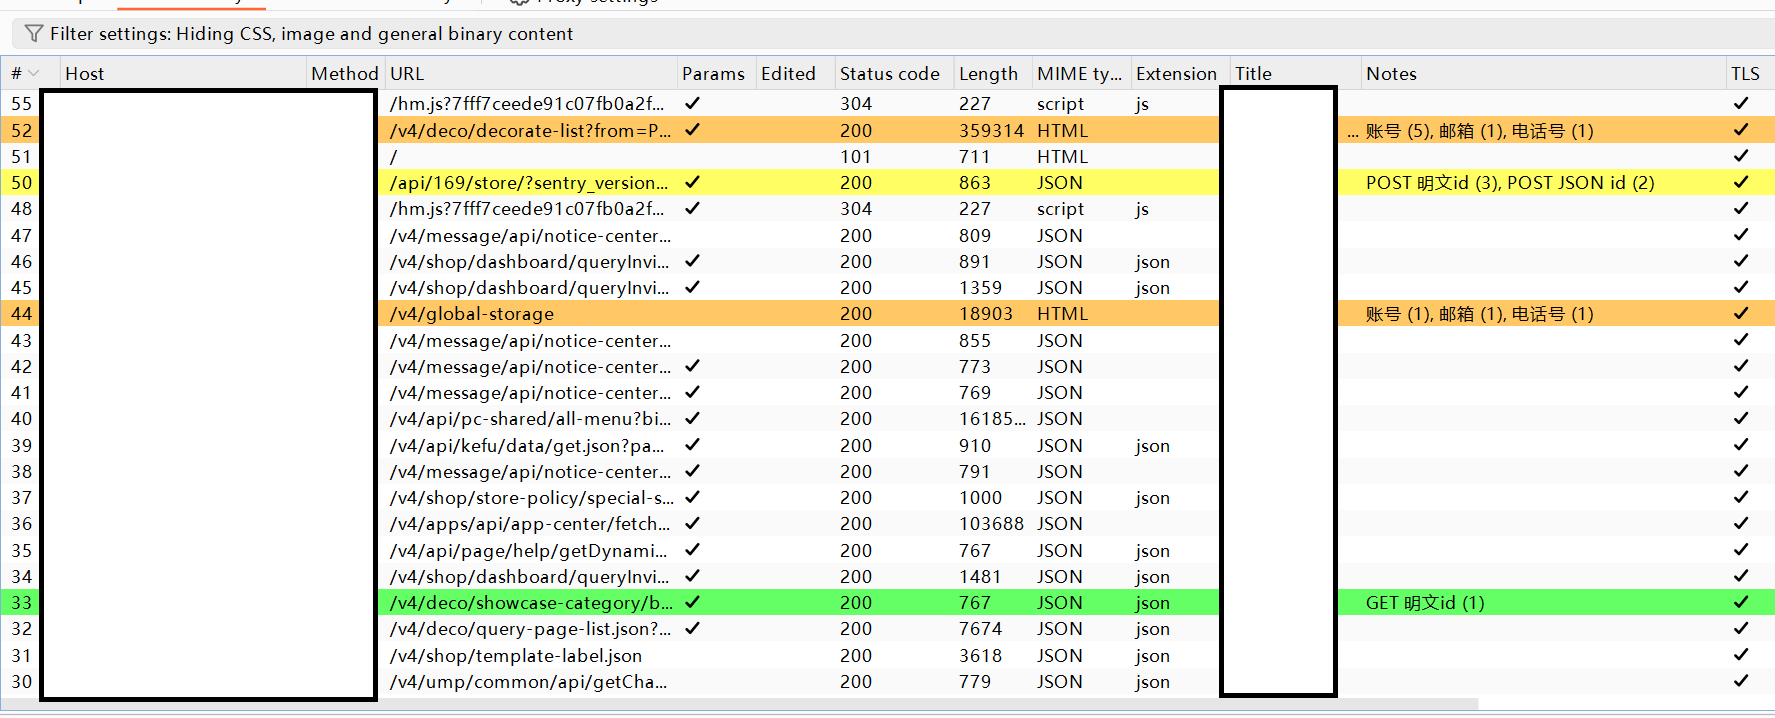 Proxy settings
Filter settings: Hiding CSS, image and general binary content
# Host Method URL Params Edited Status code Length MIME ty... Extension Title Notes TLS
55 /hm.js?7fff7ceede91c07fb0a2f... ✓ 304 227 script js ✓
52 /v4/deco/decorate-list?from=P... ✓ 200 359314 HTML ... 账号 (5), 邮箱 (1), 电话号 (1) ✓
51 / 101 711 HTML ✓
50 /api/169/store/?sentry_version... ✓ 200 863 JSON POST 明文id (3), POST JSON id (2) ✓
48 /hm.js?7fff7ceede91c07fb0a2f... ✓ 304 227 script js ✓
47 /v4/message/api/notice-center... 200 809 JSON ✓
46 /v4/shop/dashboard/queryInvi... ✓ 200 891 JSON json ✓
45 /v4/shop/dashboard/queryInvi... ✓ 200 1359 JSON json ✓
44 /v4/global-storage 200 18903 HTML 账号 (1), 邮箱 (1), 电话号 (1) ✓
43 /v4/message/api/notice-center... 200 855 JSON ✓
42 /v4/message/api/notice-center... ✓ 200 773 JSON ✓
41 /v4/message/api/notice-center... ✓ 200 769 JSON ✓
40 /v4/api/pc-shared/all-menu?bi... ✓ 200 16185... JSON ✓
39 /v4/api/kefu/data/get.json?pa... ✓ 200 910 JSON json ✓
38 /v4/message/api/notice-center... ✓ 200 791 JSON ✓
37 /v4/shop/store-policy/special-s... ✓ 200 1000 JSON json ✓
36 /v4/apps/api/app-center/fetch... ✓ 200 103688 JSON ✓
35 /v4/api/page/help/getDynami... ✓ 200 767 JSON json ✓
34 /v4/shop/dashboard/queryInvi... ✓ 200 1481 JSON json ✓
33 /v4/deco/showcase-category/b... ✓ 200 767 JSON json GET 明文id (1) ✓
32 /v4/deco/query-page-list.json?... ✓ 200 7674 JSON json ✓
31 /v4/shop/template-label.json 200 3618 JSON json ✓
30 /v4/ump/common/api/getCha... 200 779 JSON json ✓